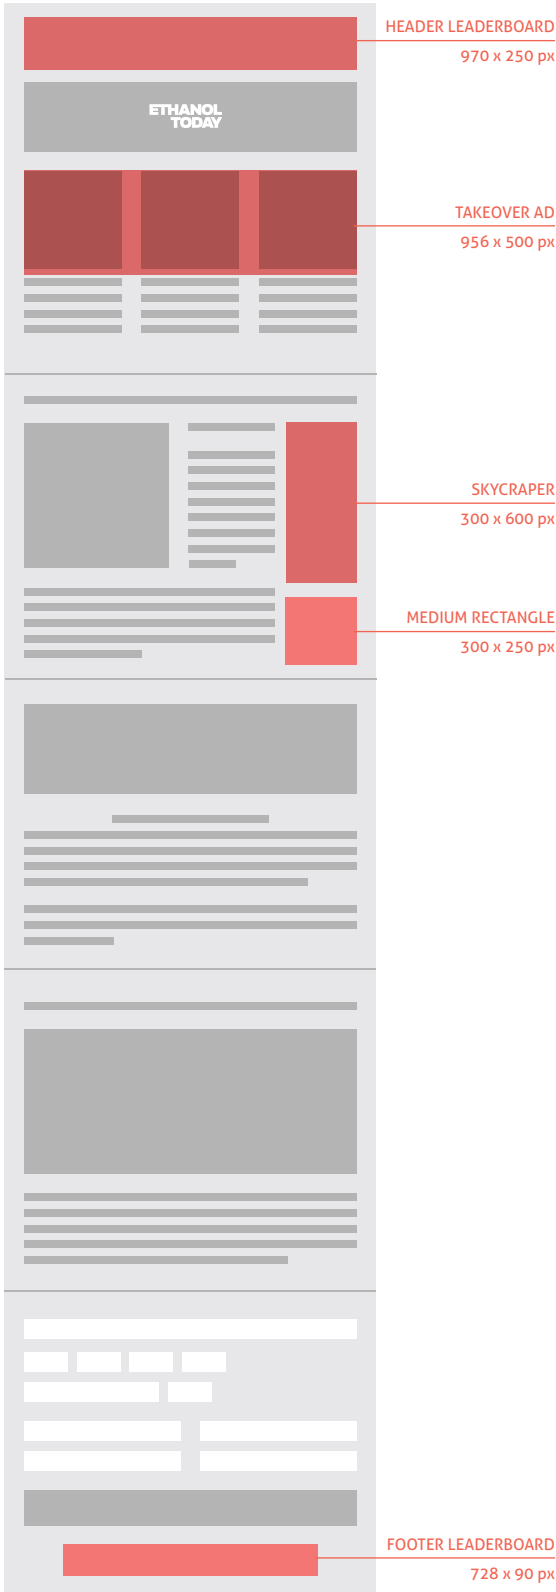 HEADER LEADERBOARD
970 x 250 px
ETHANOL
TODAY
TAKEOVER AD
956 x 500 px
SKYCRAPER
300 x 600 px
MEDIUM RECTANGLE
300 x 250 px
FOOTER LEADERBOARD
728 x 90 px